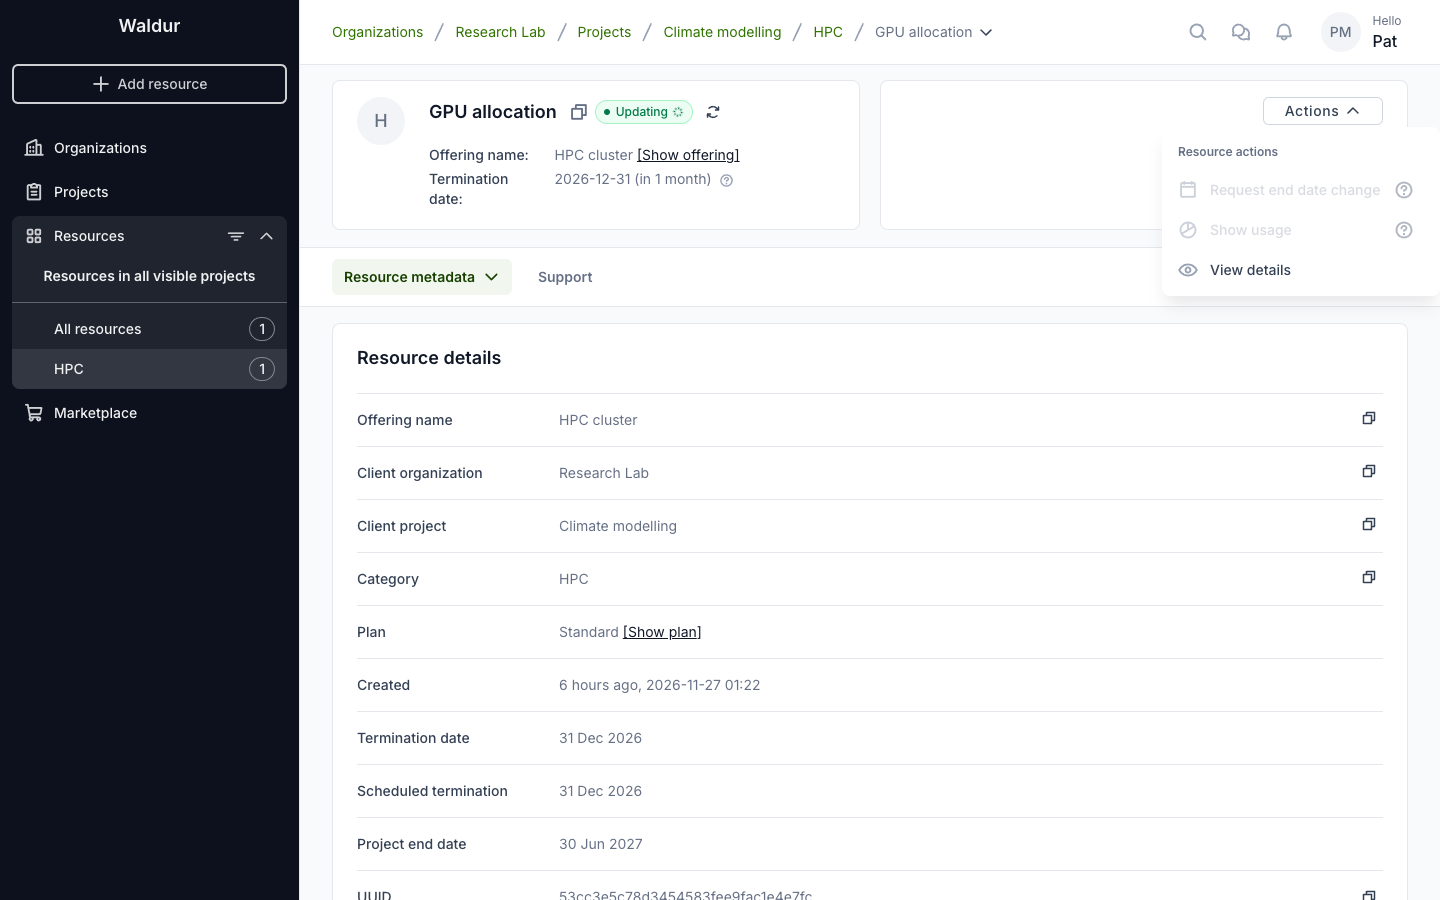 Waldur
Add resource
Organizations
Projects
Resources
Resources in all visible projects
All resources 1
HPC 1
Marketplace
Organizations / Research Lab / Projects / Climate modelling / HPC / GPU allocation
PM
Hello
Pat
H
GPU allocation
Updating
Offering name: HPC cluster [Show offering]
Termination date: 2026-12-31 (in 1 month)
Actions
Resource actions
Request end date change
Show usage
View details
Resource metadata
Support
Resource details
Offering name HPC cluster
Client organization Research Lab
Client project Climate modelling
Category HPC
Plan Standard [Show plan]
Created 6 hours ago, 2026-11-27 01:22
Termination date 31 Dec 2026
Scheduled termination 31 Dec 2026
Project end date 30 Jun 2027
UUID 53cc3e5c78d3454583fee9fac1e4e7fc